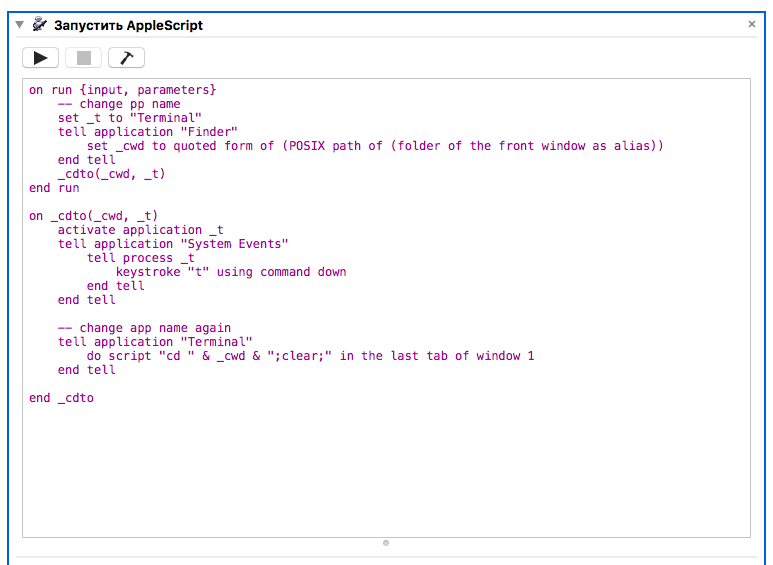 Запустить AppleScript
on run {input, parameters}
-- change pp name
set _t to "Terminal"
tell application "Finder"
set _cwd to quoted form of (POSIX path of (folder of the front window as alias))
end tell
_cdto(_cwd, _t)
end run
on _cdto(_cwd, _t)
activate application _t
tell application "System Events"
tell process _t
keystroke "t" using command down
end tell
end tell
-- change app name again
tell application "Terminal"
do script "cd " & _cwd & ";clear;" in the last tab of window 1
end tell
end _cdto